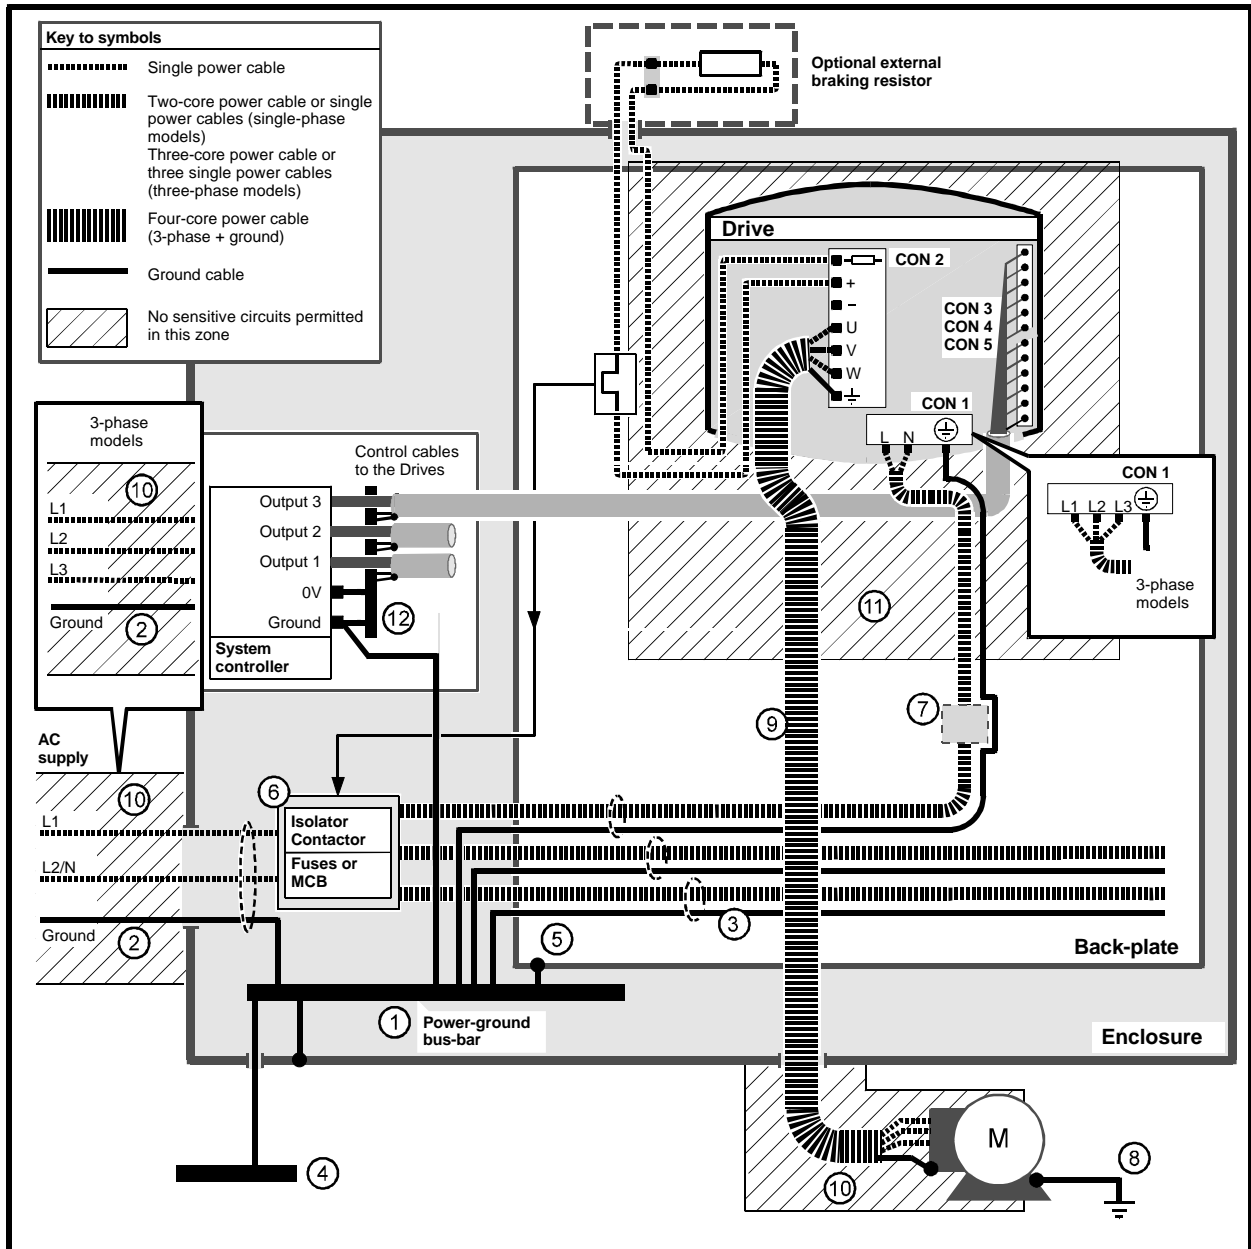 Key to symbols
Single power cable
Two-core power cable or single
power cables (single-phase
models)
Three-core power cable or
three single power cables
(three-phase models)
Four-core power cable
(3-phase + ground)
Ground cable
No sensitive circuits permitted
in this zone
Optional external
braking resistor
Drive
CON 2
+
−
U
V
W
CON 3
CON 4
CON 5
CON 1
L N
CON 1
L1 L2 L3
3-phase
models
3-phase
models
10
L1
L2
L3
Ground
2
Control cables
to the Drives
Output 3
Output 2
Output 1
0V
Ground
12
System
controller
11
7
9
AC
supply
10
L1
L2/N
Ground
2
6
Isolator
Contactor
Fuses or
MCB
3
5
Back-plate
1
Power-ground
bus-bar
Enclosure
4
M
8
10